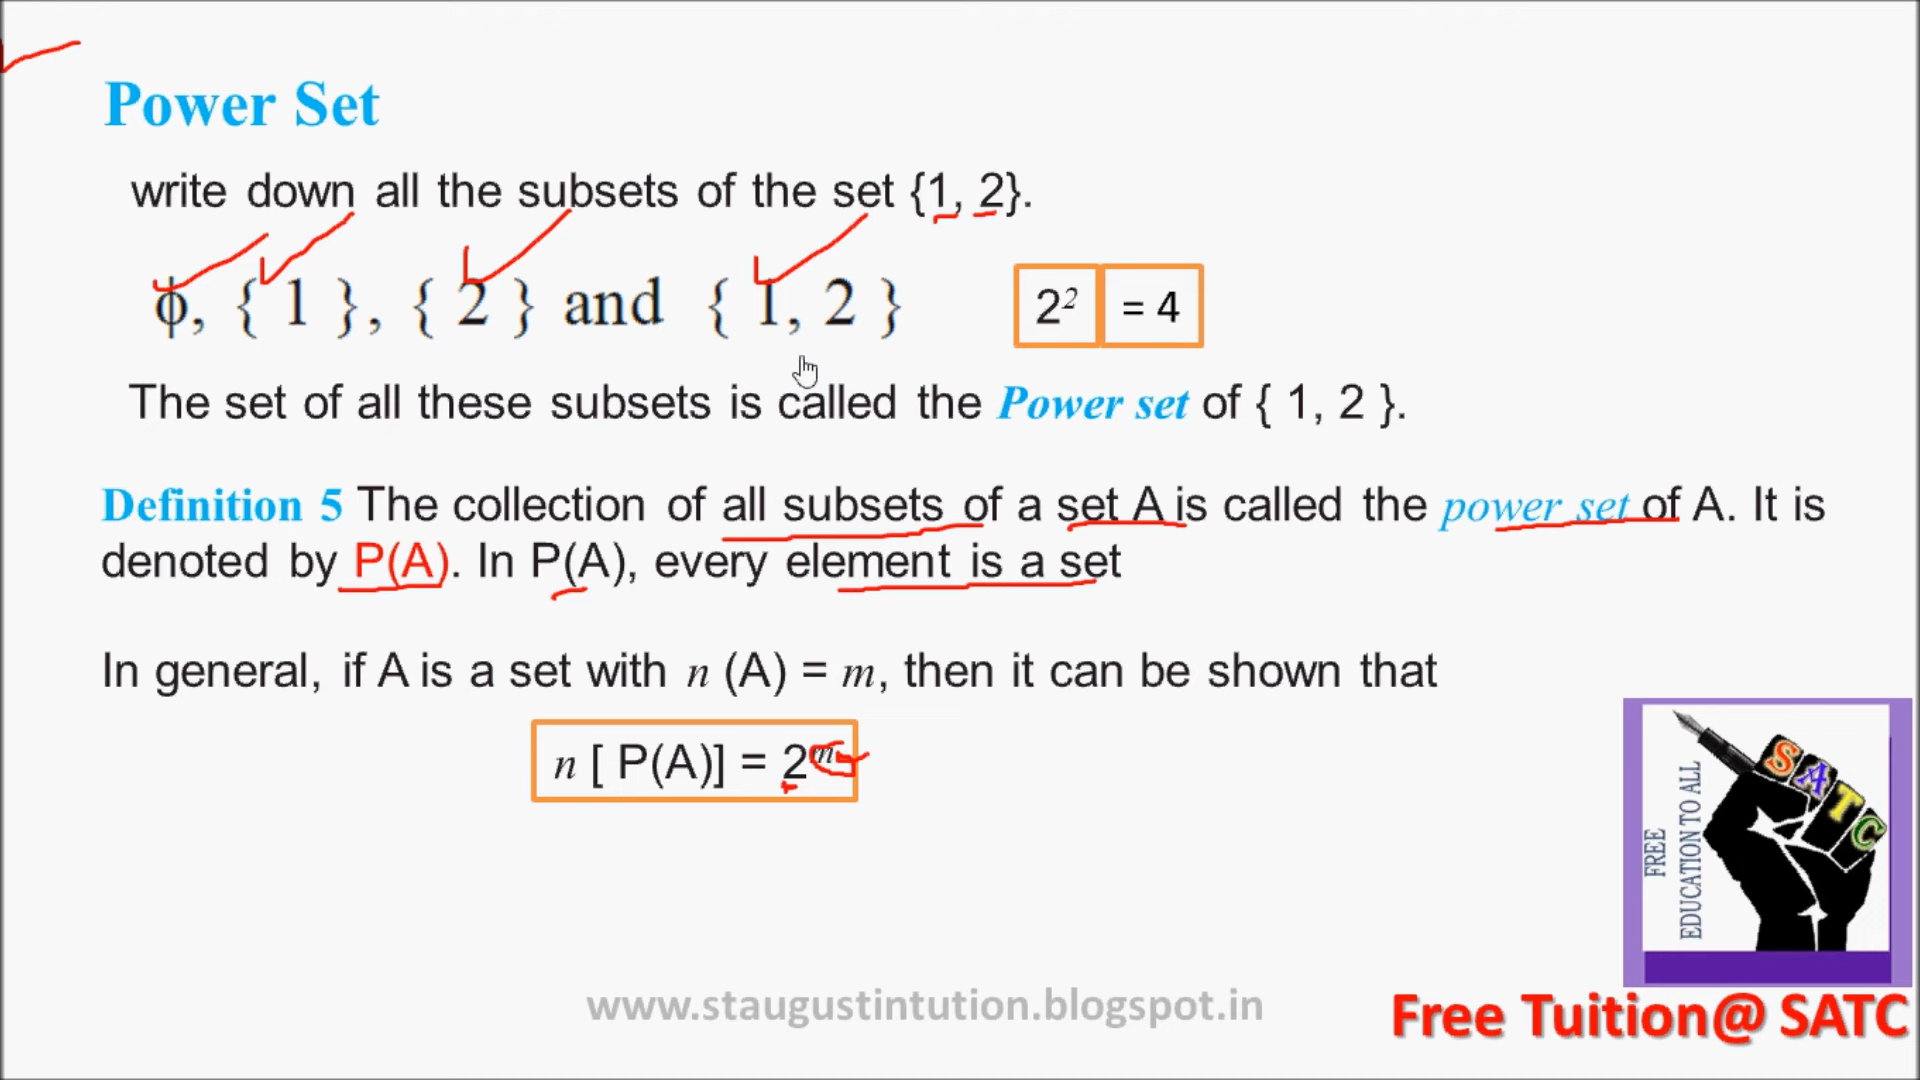 Power Set
write down all the subsets of the set {1, 2}.
ϕ, { 1 }, { 2 } and { 1, 2 }
2² = 4
The set of all these subsets is called the Power set of { 1, 2 }.
Definition 5 The collection of all subsets of a set A is called the power set of A. It is
denoted by P(A). In P(A), every element is a set
In general, if A is a set with n (A) = m, then it can be shown that
n [ P(A)] = 2ᵐ
FREE
EDUCATION TO ALL
SATC
www.staugustintution.blogspot.in
Free Tuition@ SATC